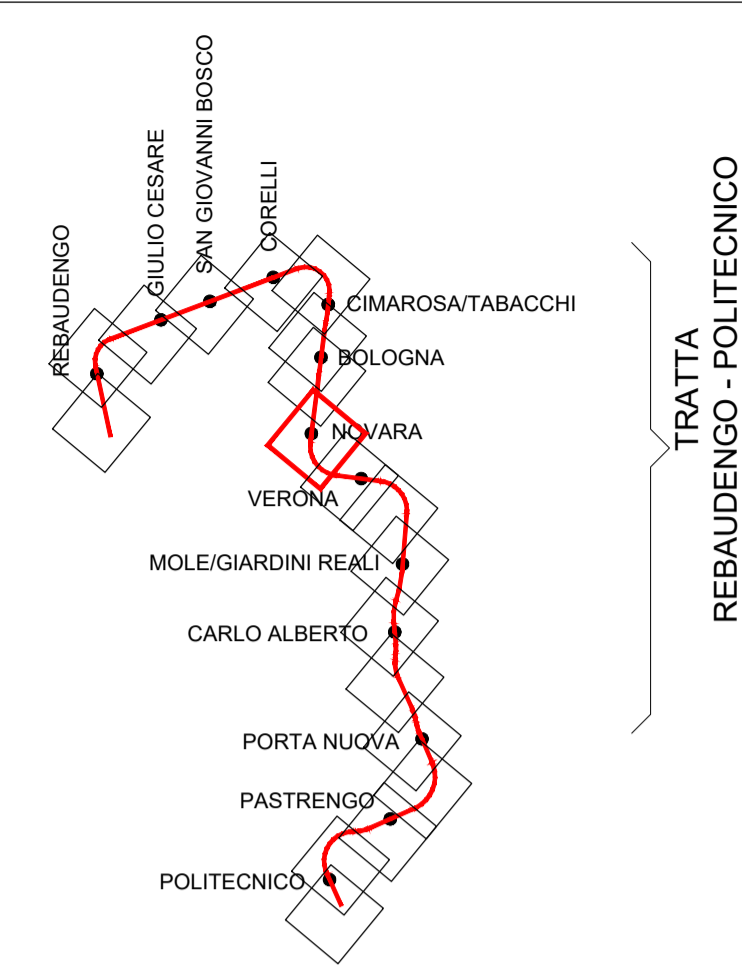 REBAUDENGO
GIULIO CESARE
SAN GIOVANNI BOSCO
CORELLI
CIMAROSA/TABACCHI
BOLOGNA
NOVARA
VERONA
MOLE/GIARDINI REALI
CARLO ALBERTO
PORTA NUOVA
PASTRENGO
POLITECNICO
TRATTA
REBAUDENGO - POLITECNICO